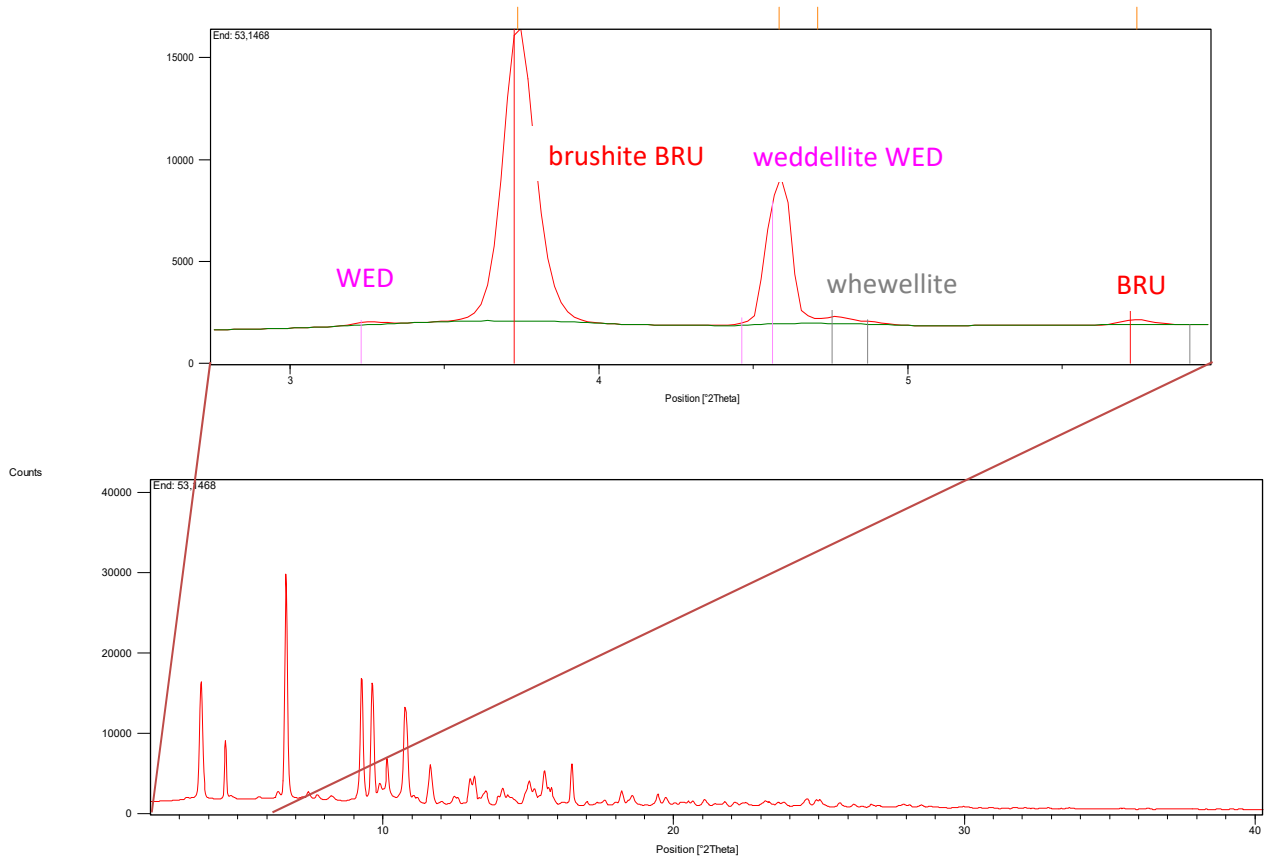 End: 53,1468
15000
10000
5000
0
brushite BRU
weddellite WED
WED
whewellite
BRU
3
4
5
Position [°2Theta]
Counts
End: 53,1468
40000
30000
20000
10000
0
10
20
30
40
Position [°2Theta]